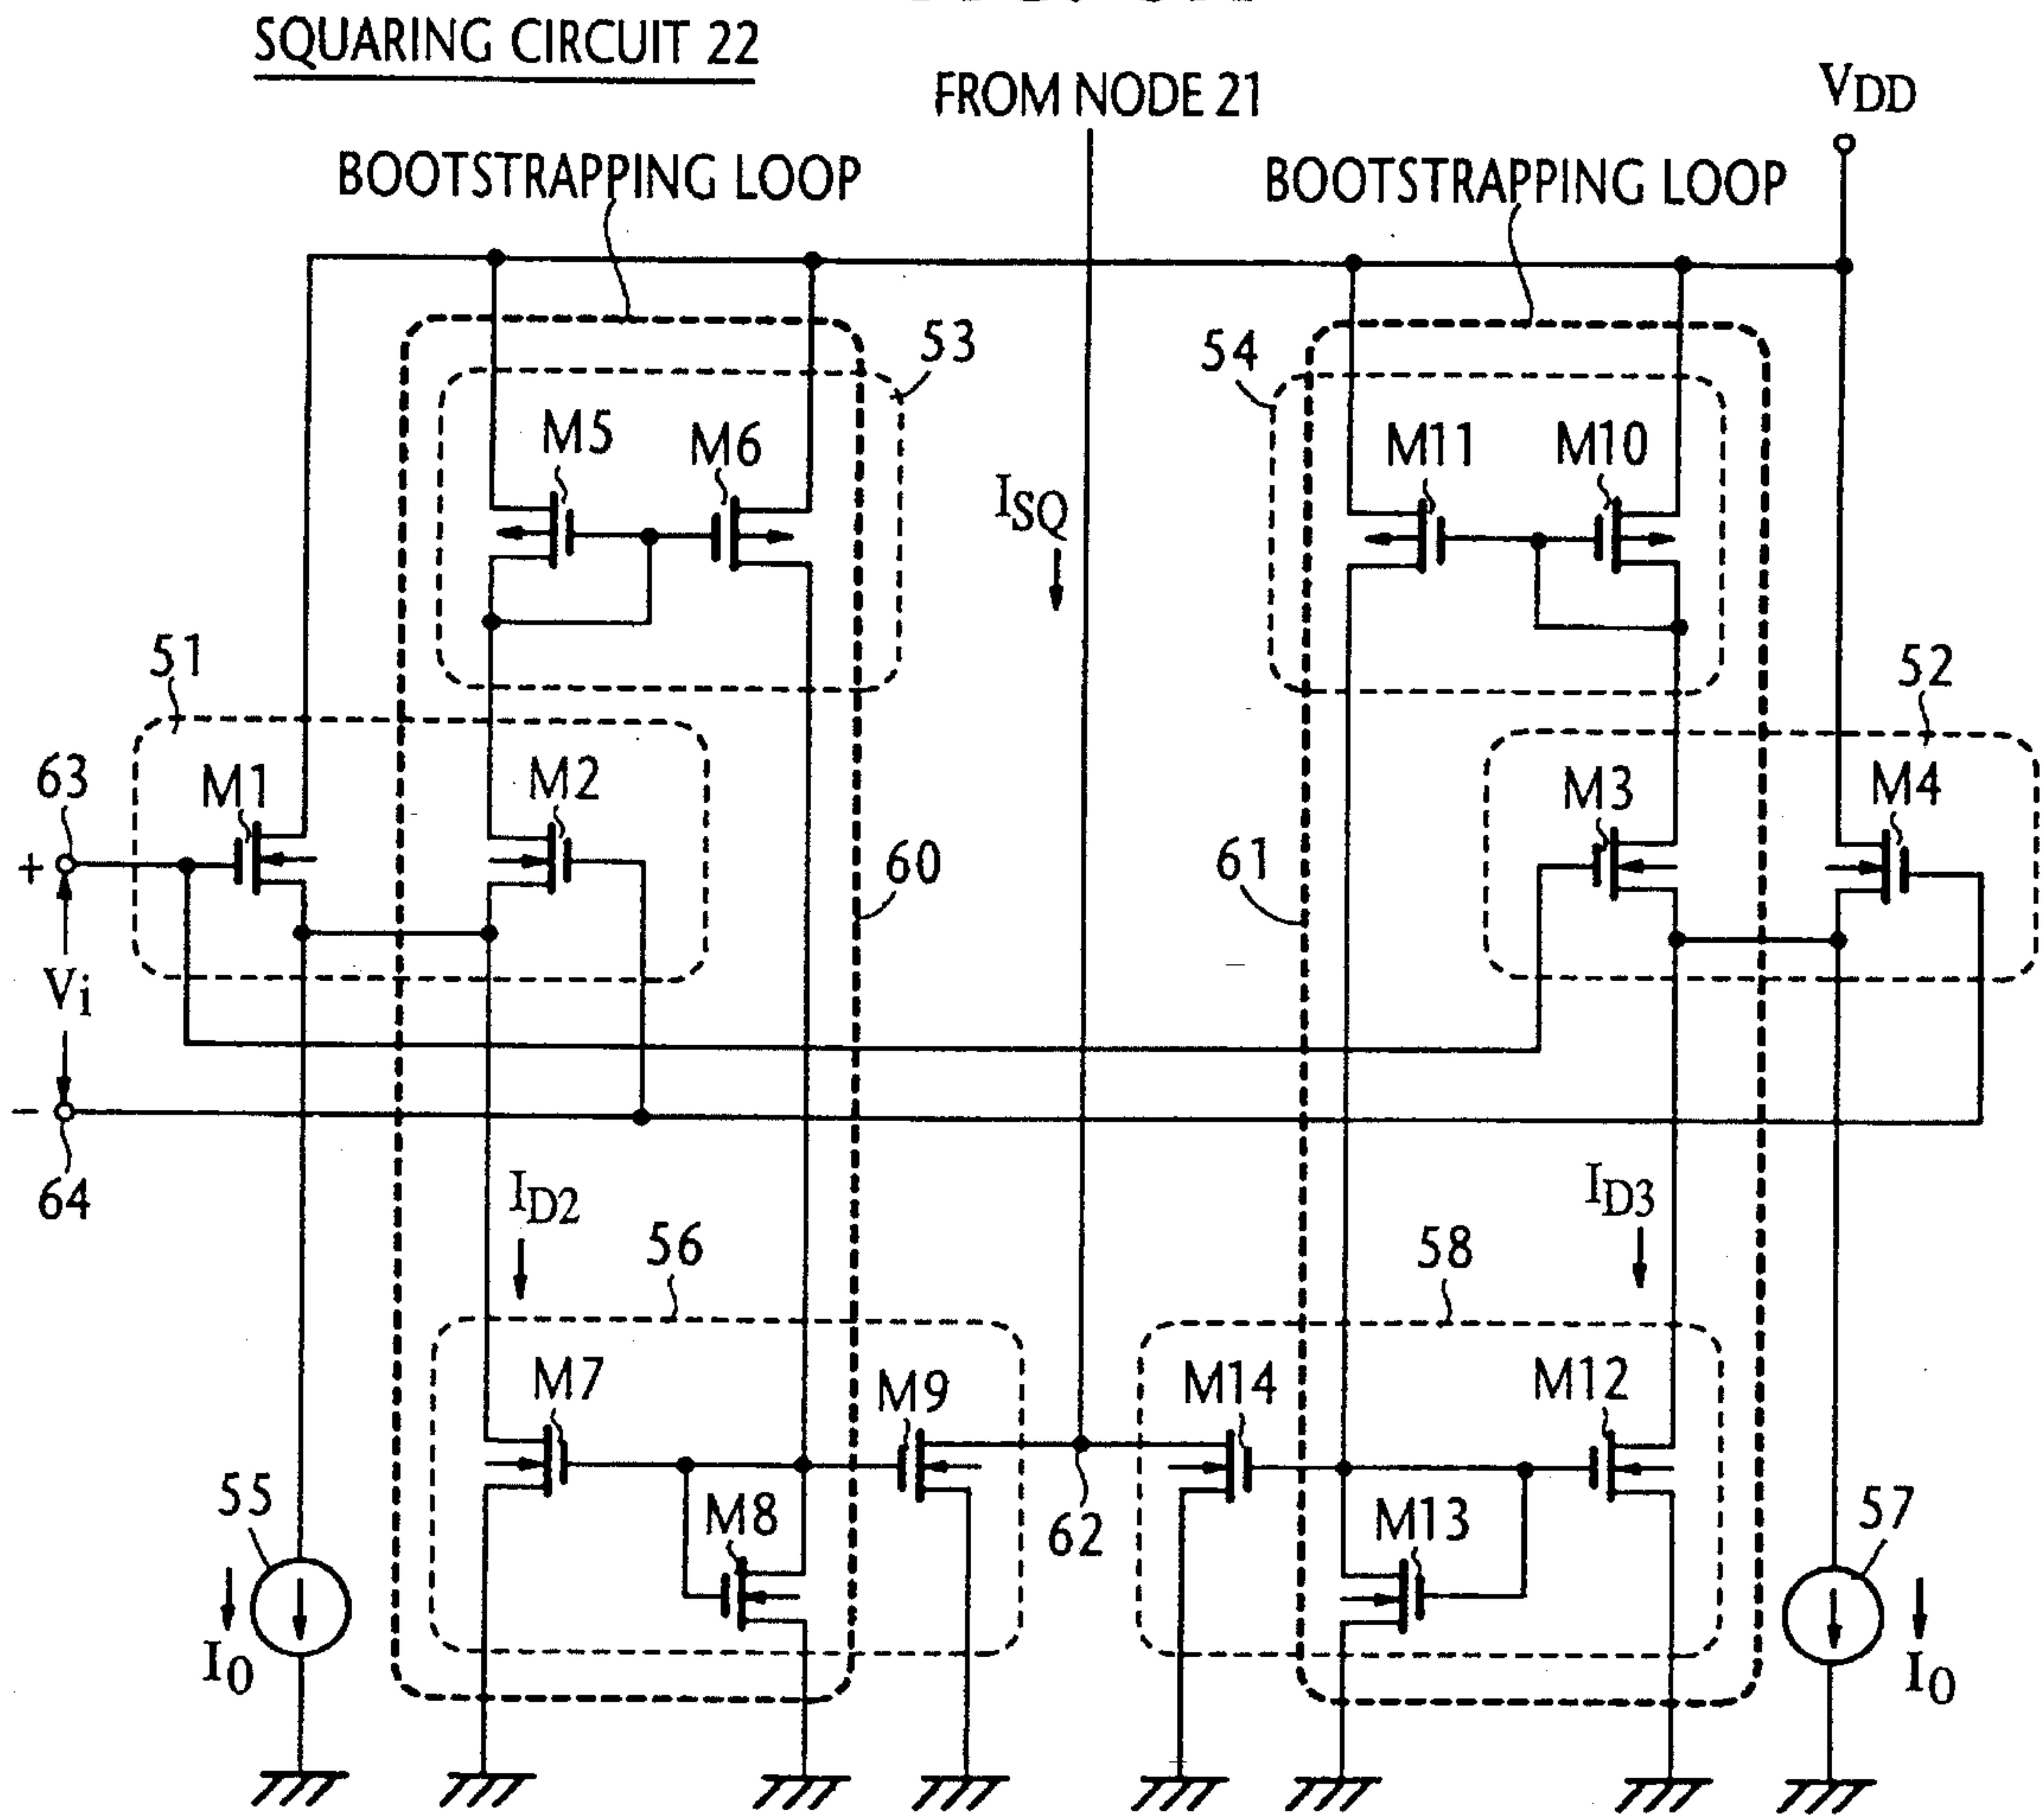 SQUARING CIRCUIT 22
FROM NODE 21
VDD
BOOTSTRAPPING LOOP
BOOTSTRAPPING LOOP
53
54
M5
M6
ISQ
M11
M10
51
52
63
M1
M2
M3
M4
+
60
61
Vi
−
64
ID2
ID3
56
58
M7
M9
M14
M12
55
M8
62
M13
57
I0
I0